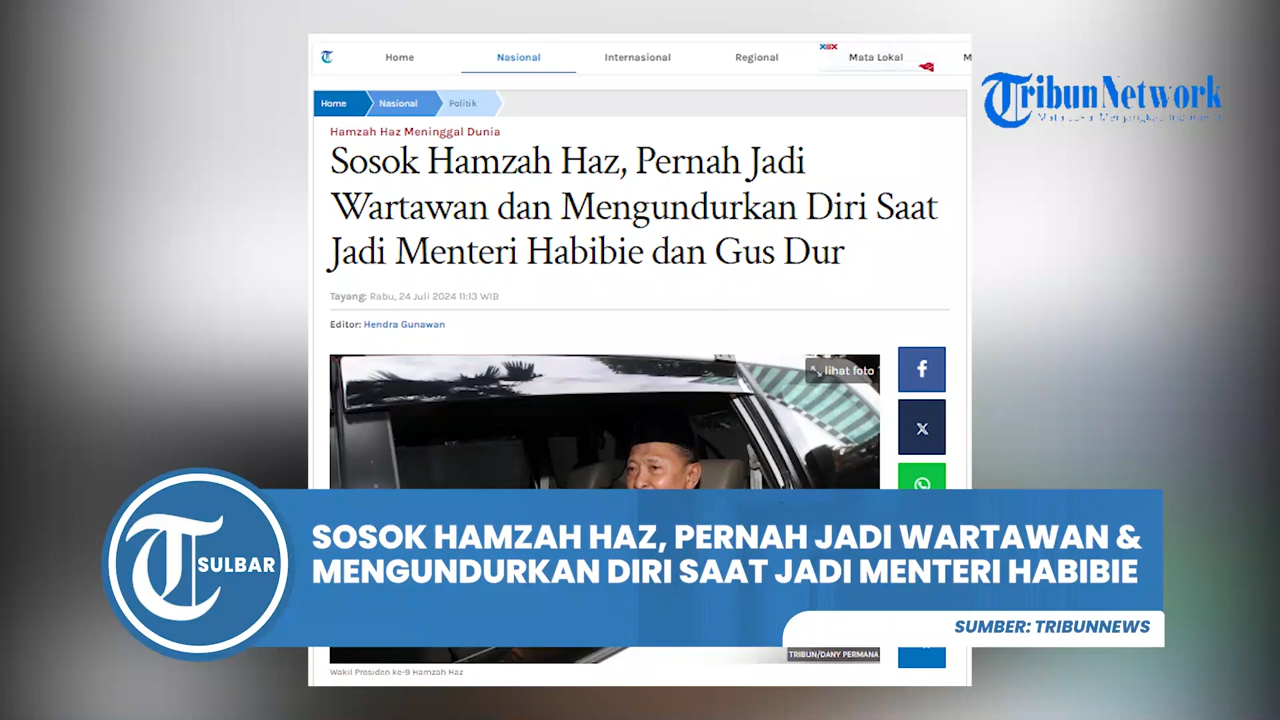 Home
Nasional
Internasional
Regional
Mata Lokal
M
TribunNetwork
Home
Nasional
Politik
Hamzah Haz Meninggal Dunia
Sosok Hamzah Haz, Pernah Jadi
Wartawan dan Mengundurkan Diri Saat
Jadi Menteri Habibie dan Gus Dur
Tayang: Rabu, 24 Juli 2024 11:13 WIB
Editor: Hendra Gunawan
lihat foto
SULBAR
SOSOK HAMZAH HAZ, PERNAH JADI WARTAWAN &
MENGUNDURKAN DIRI SAAT JADI MENTERI HABIBIE
SUMBER: TRIBUNNEWS
TRIBUN/DANY PERMANA
Wakil Presiden ke-9 Hamzah Haz